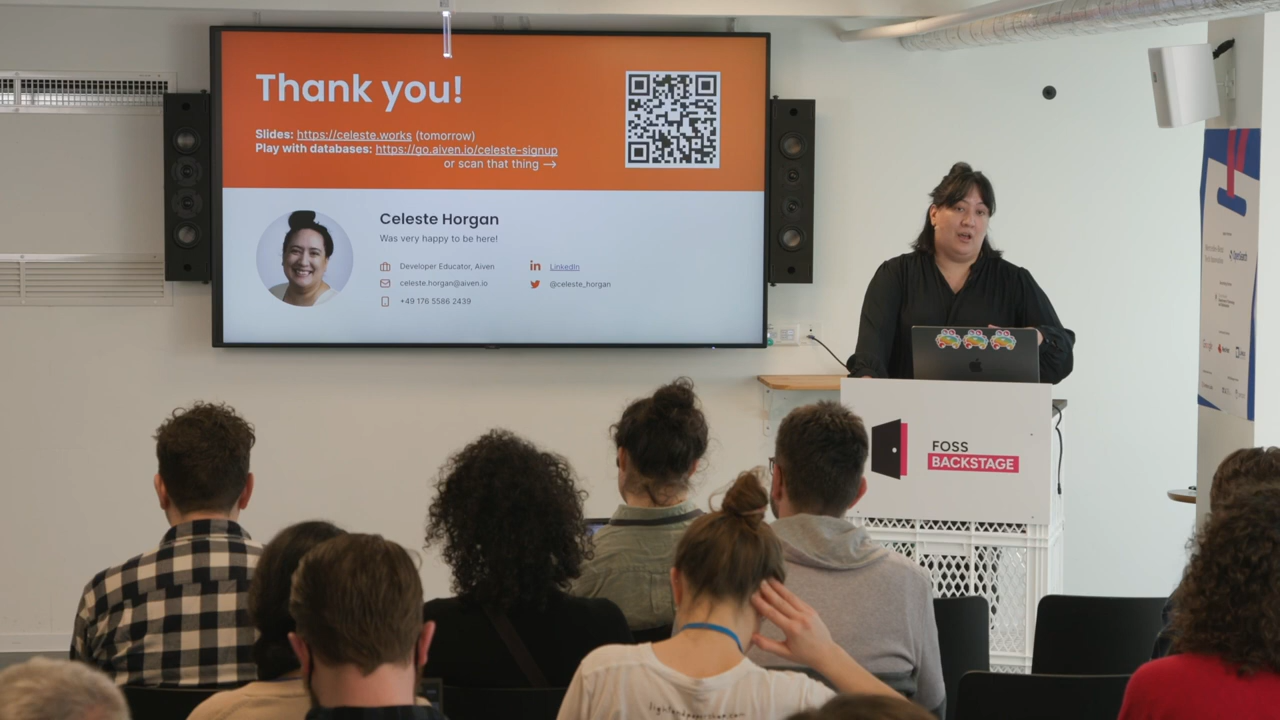 Thank you!
Slides: https://celeste.works (tomorrow)
Play with databases: https://go.aiven.io/celeste-signup
or scan that thing →
Celeste Horgan
Was very happy to be here!
Developer Educator, Aiven
celeste.horgan@aiven.io
+49 176 5586 2439
LinkedIn
@celeste_horgan
FOSS
BACKSTAGE
OpenSearch
Google